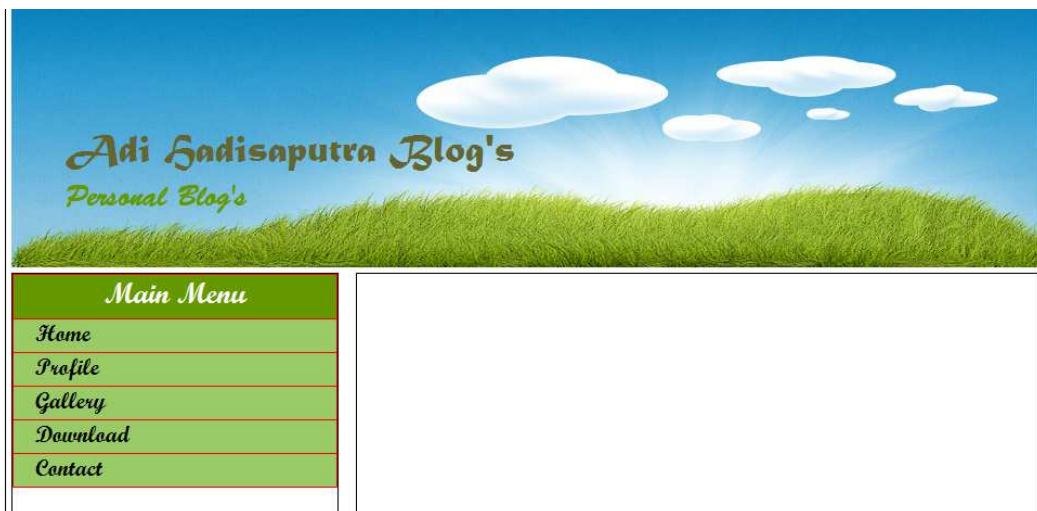 Adi Hadisaputra Blog's
Personal Blog's
Main Menu
Home
Profile
Gallery
Download
Contact